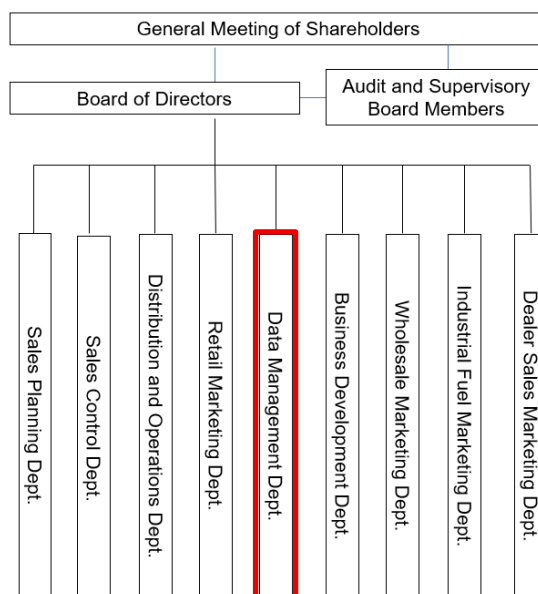 General Meeting of Shareholders
Board of Directors
Audit and Supervisory
Board Members
Sales Planning Dept.
Sales Control Dept.
Distribution and Operations Dept.
Retail Marketing Dept.
Data Management Dept.
Business Development Dept.
Wholesale Marketing Dept.
Industrial Fuel Marketing Dept.
Dealer Sales Marketing Dept.